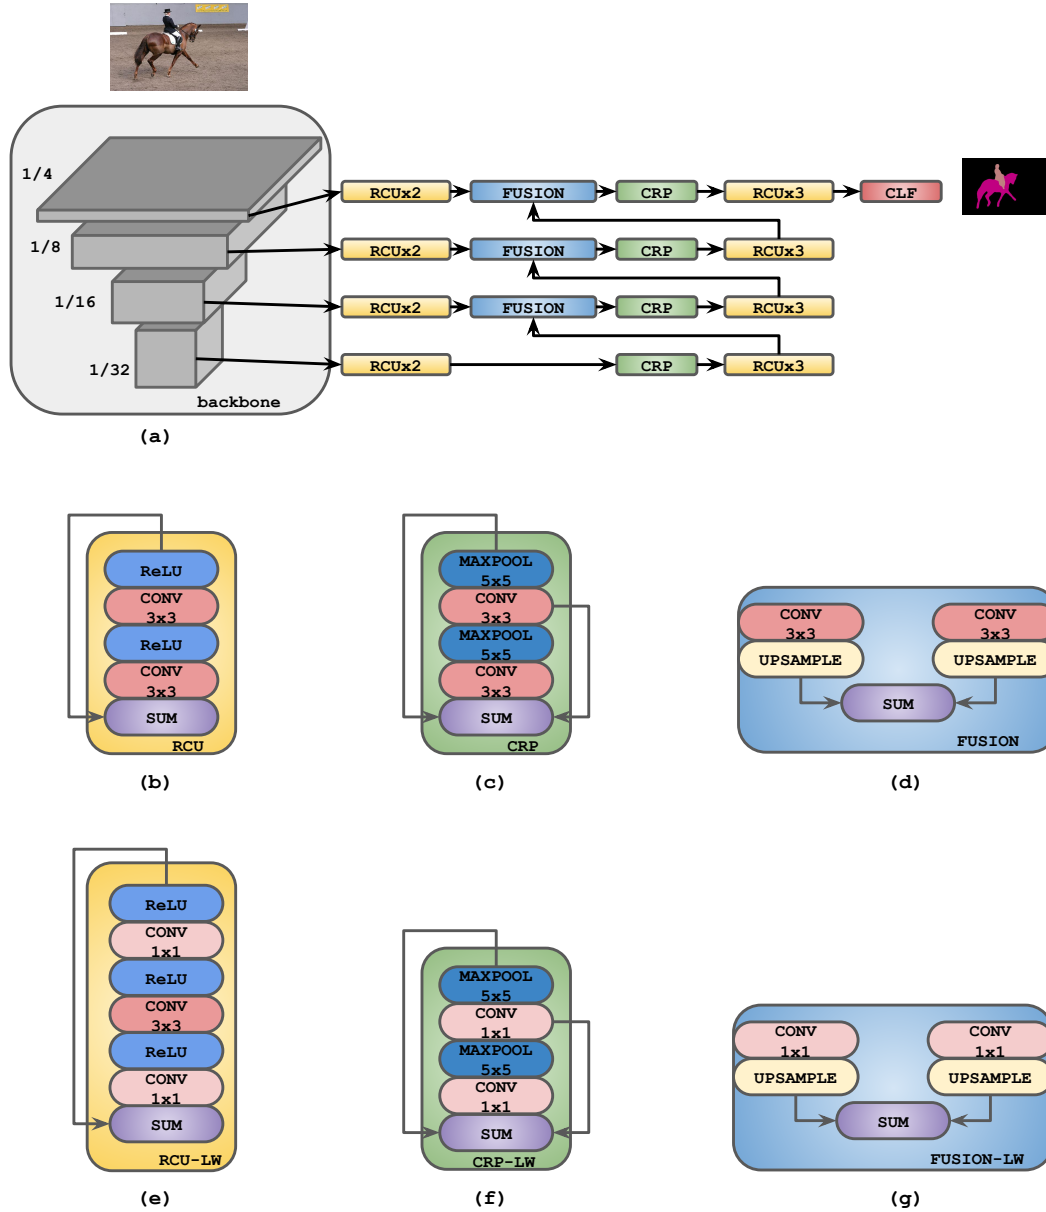 1/4
RCUx2
FUSION
CRP
RCUx3
CLF
1/8
RCUx2
FUSION
CRP
RCUx3
1/16
RCUx2
FUSION
CRP
RCUx3
1/32
RCUx2
CRP
RCUx3
backbone
(a)
ReLU
CONV
3x3
ReLU
CONV
3x3
SUM
RCU
(b)
MAXPOOL
5x5
CONV
3x3
MAXPOOL
5x5
CONV
3x3
SUM
CRP
(c)
CONV
3x3
UPSAMPLE
CONV
3x3
UPSAMPLE
SUM
FUSION
(d)
ReLU
CONV
1x1
ReLU
CONV
3x3
ReLU
CONV
1x1
SUM
RCU-LW
(e)
MAXPOOL
5x5
CONV
1x1
MAXPOOL
5x5
CONV
1x1
SUM
CRP-LW
(f)
CONV
1x1
UPSAMPLE
CONV
1x1
UPSAMPLE
SUM
FUSION-LW
(g)